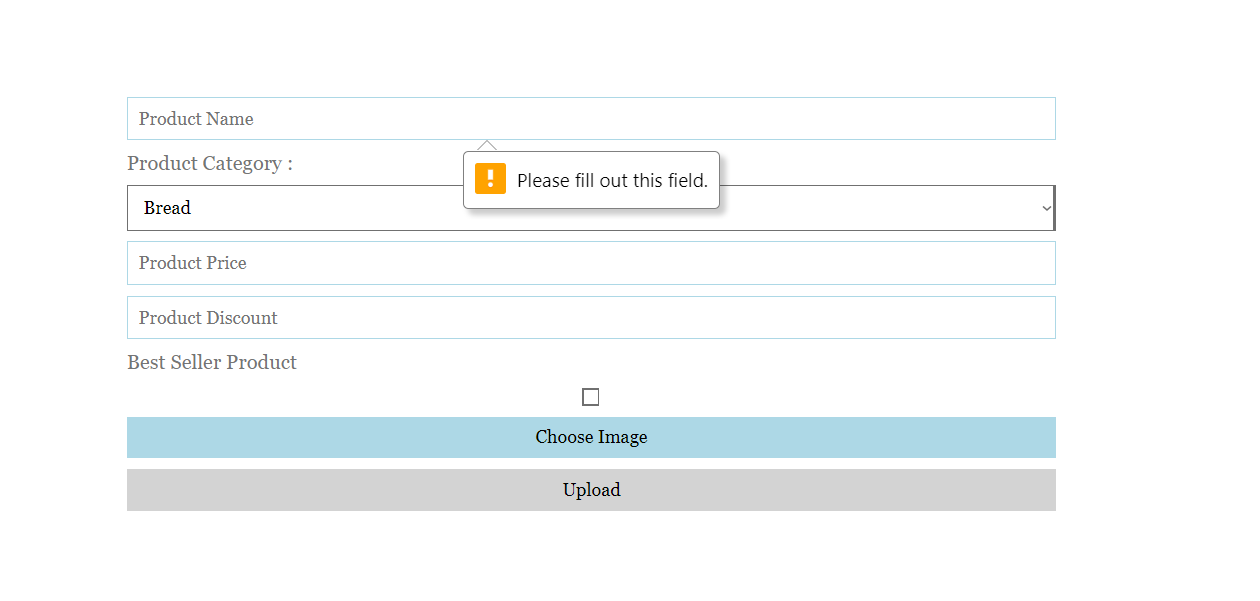 Product Name
Product Category :
Please fill out this field.
Bread
Product Price
Product Discount
Best Seller Product
Choose Image
Upload